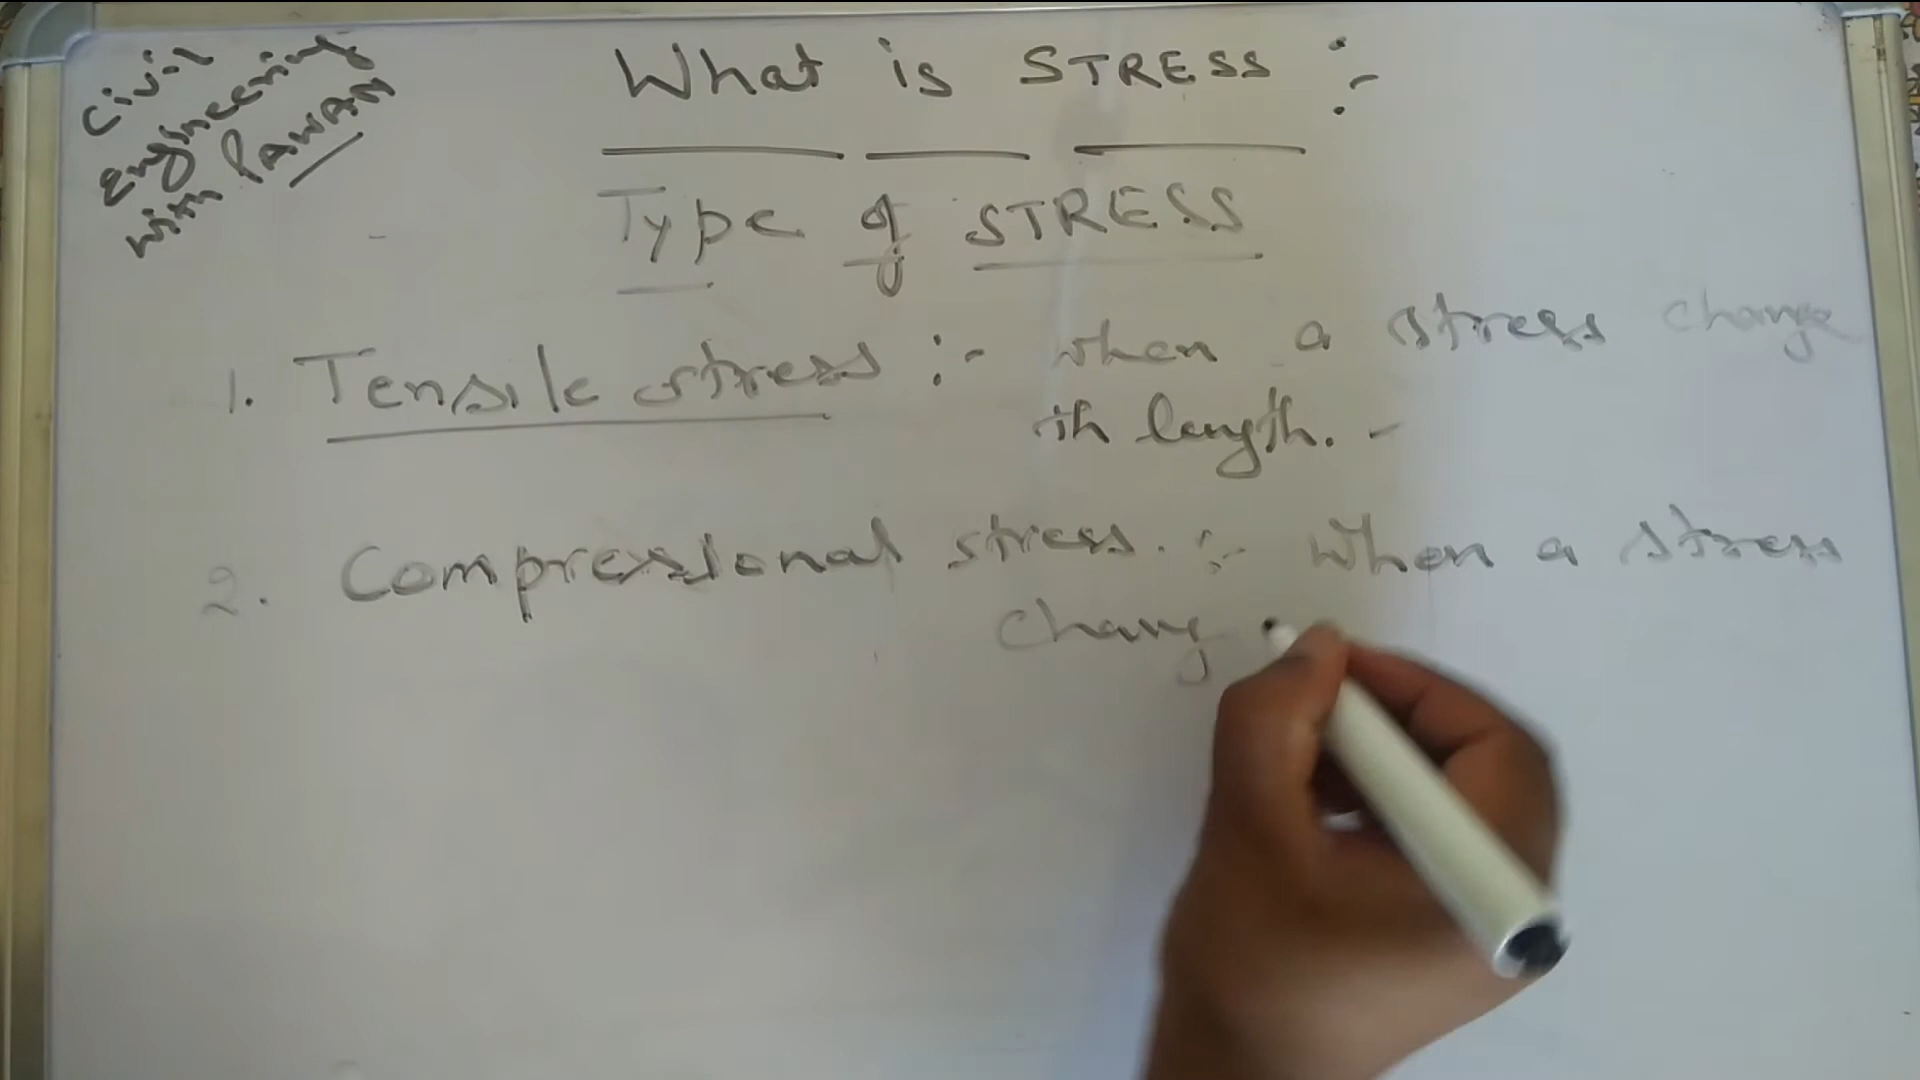 Civil
Engineering
with PAWAN
What is STRESS :-
Type of STRESS
1. Tensile stress :- when a stress change
in length. -
2. Compressional stress. :- When a stress
chang